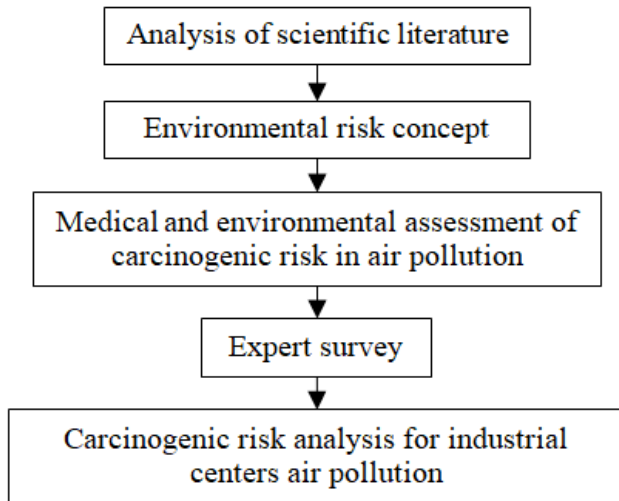 Analysis of scientific literature
Environmental risk concept
Medical and environmental assessment of
carcinogenic risk in air pollution
Expert survey
Carcinogenic risk analysis for industrial
centers air pollution